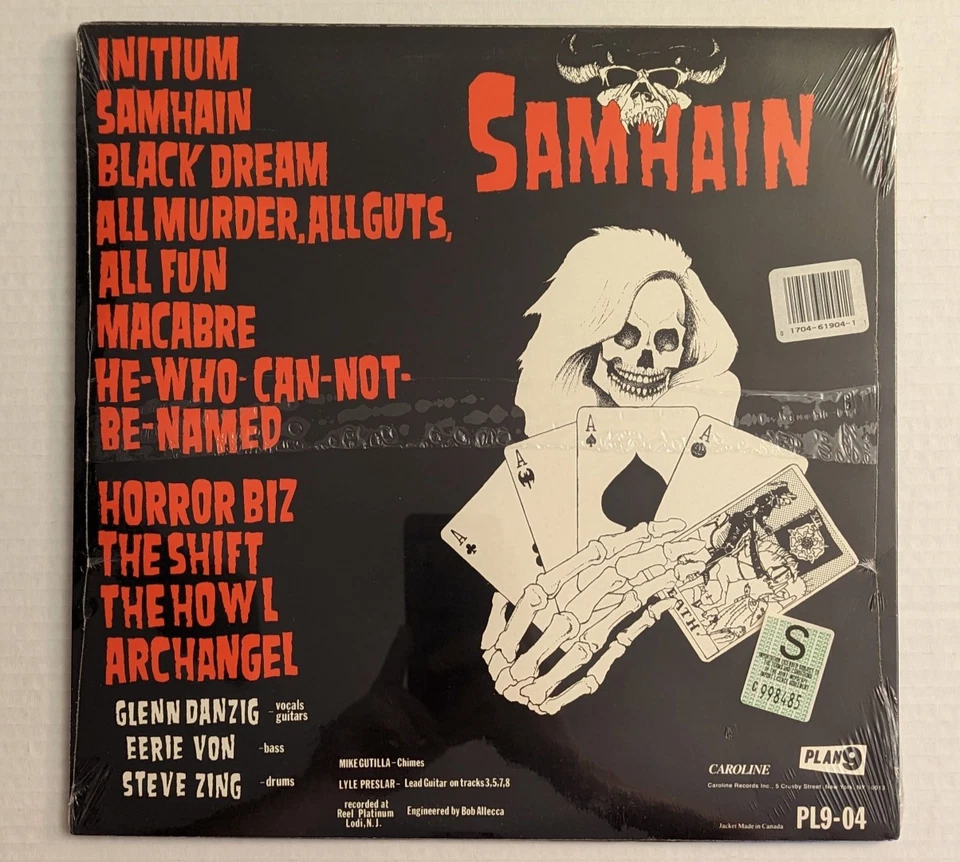 INITIUM
SAMHAIN
BLACK DREAM
ALL MURDER, ALL GUTS,
ALL FUN
MACABRE
HE-WHO-CAN-NOT-
BE-NAMED
HORROR BIZ
THE SHIFT
THE HOWL
ARCHANGEL
GLENN DANZIG -vocals
guitars
EERIE VON -bass
STEVE ZING -drums
MIKE GUTILLA-Chimes
LYLE PRESLAR- Lead Guitar on tracks 3,5,7,8
recorded at
Reel Platinum
Lodi, N.J.
Engineered by Bob Allecca
SAMHAIN
0 1704-61904-1
A
A
A
A
DEATH
S
C 998485
CAROLINE
PLAN 9
Caroline Records Inc., 5 Crosby Street, New York, NY
Jacket Made in Canada
PL9-04